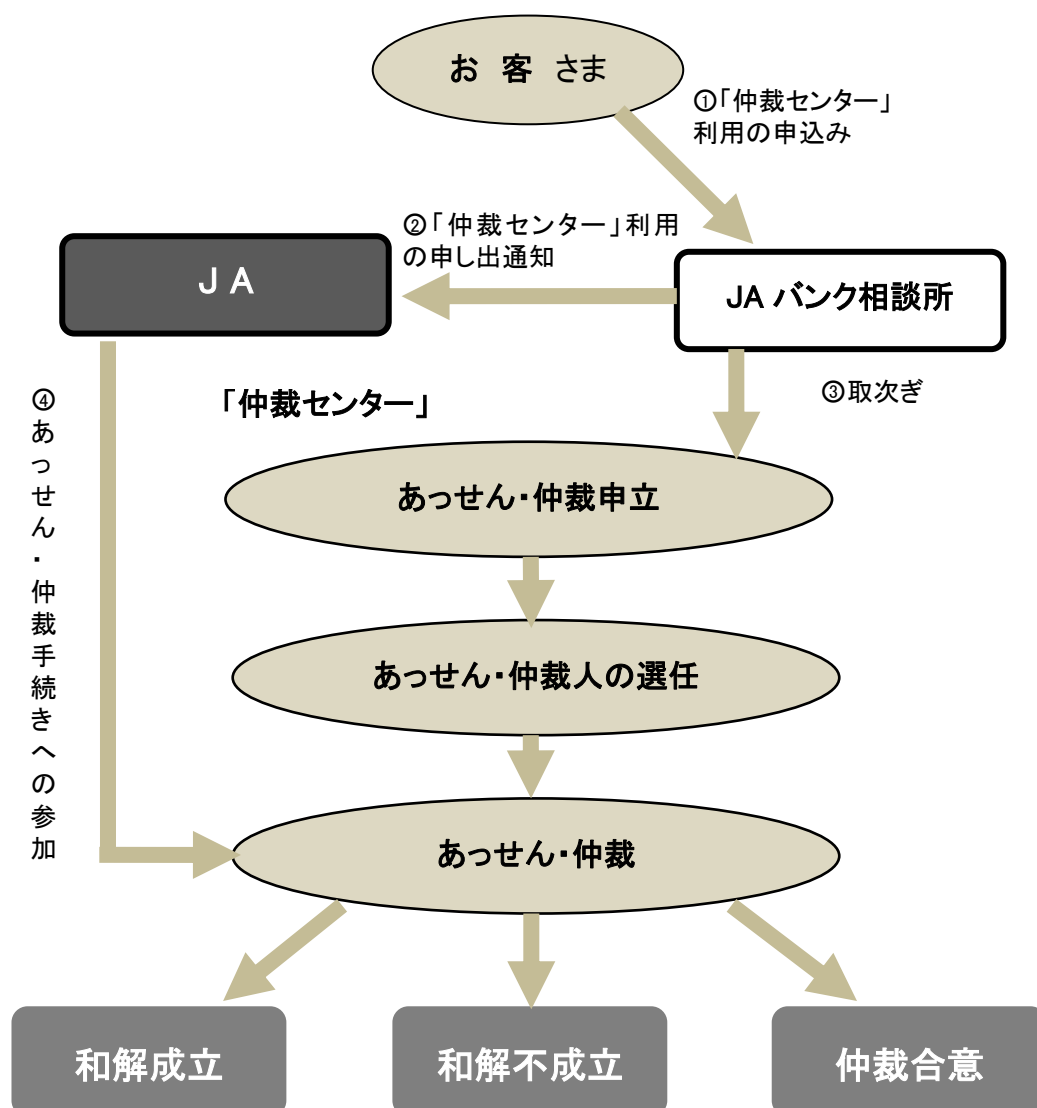 お 客 さま
①「仲裁センター」
利用の申込み
②「仲裁センター」利用
の申し出通知
JA
JA バンク相談所
③取次ぎ
④あっせん・仲裁手続きへの参加
「仲裁センター」
あっせん・仲裁申立
あっせん・仲裁人の選任
あっせん・仲裁
和解成立
和解不成立
仲裁合意